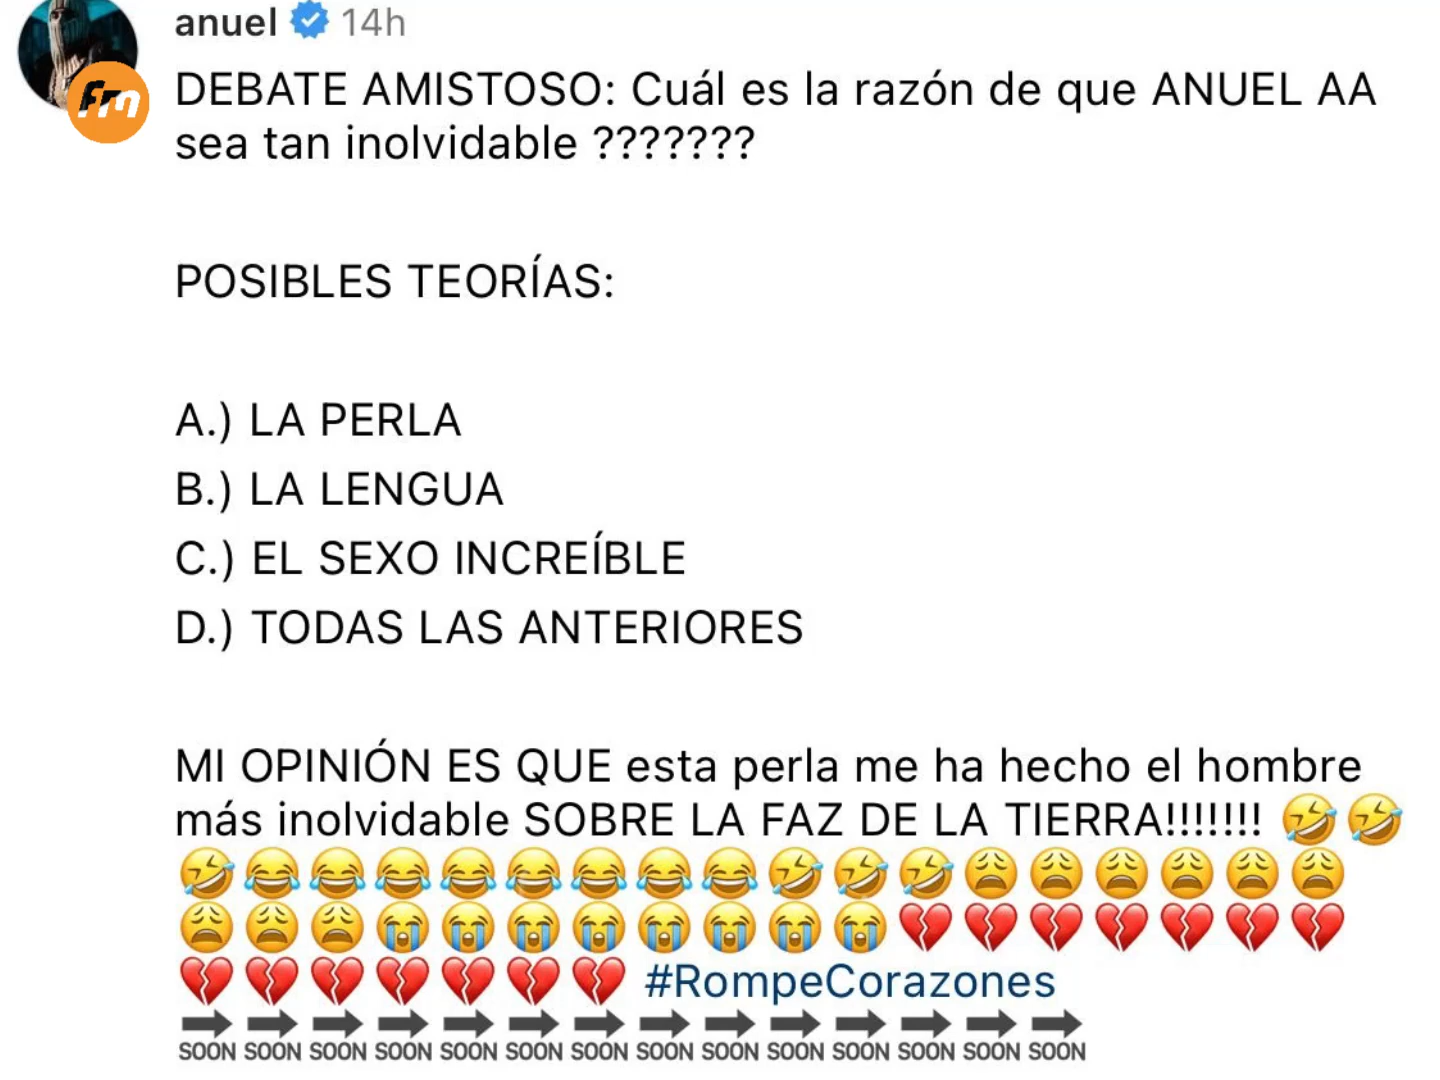 anuel 14h
fm
DEBATE AMISTOSO: Cuál es la razón de que ANUEL AA
sea tan inolvidable ???????
POSIBLES TEORÍAS:
A.) LA PERLA
B.) LA LENGUA
C.) EL SEXO INCREÍBLE
D.) TODAS LAS ANTERIORES
MI OPINIÓN ES QUE esta perla me ha hecho el hombre
más inolvidable SOBRE LA FAZ DE LA TIERRA!!!!!!! 🤣🤣
🤣😂😂😂😂😂😂😂😂🤣🤣🤣😩😩😩😩😩😩
😩😩😩😭😭😭😭😭😭😭😭💔💔💔💔💔💔💔
💔💔💔💔💔💔💔 #RompeCorazones
🔜🔜🔜🔜🔜🔜🔜🔜🔜🔜🔜🔜🔜🔜